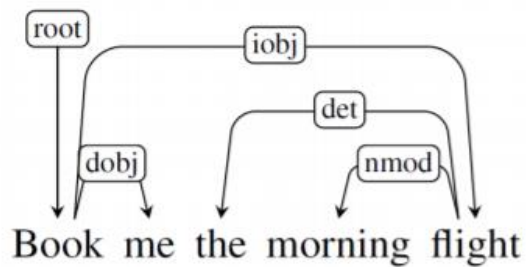 root
iobj
det
dobj
nmod
Book me the morning flight